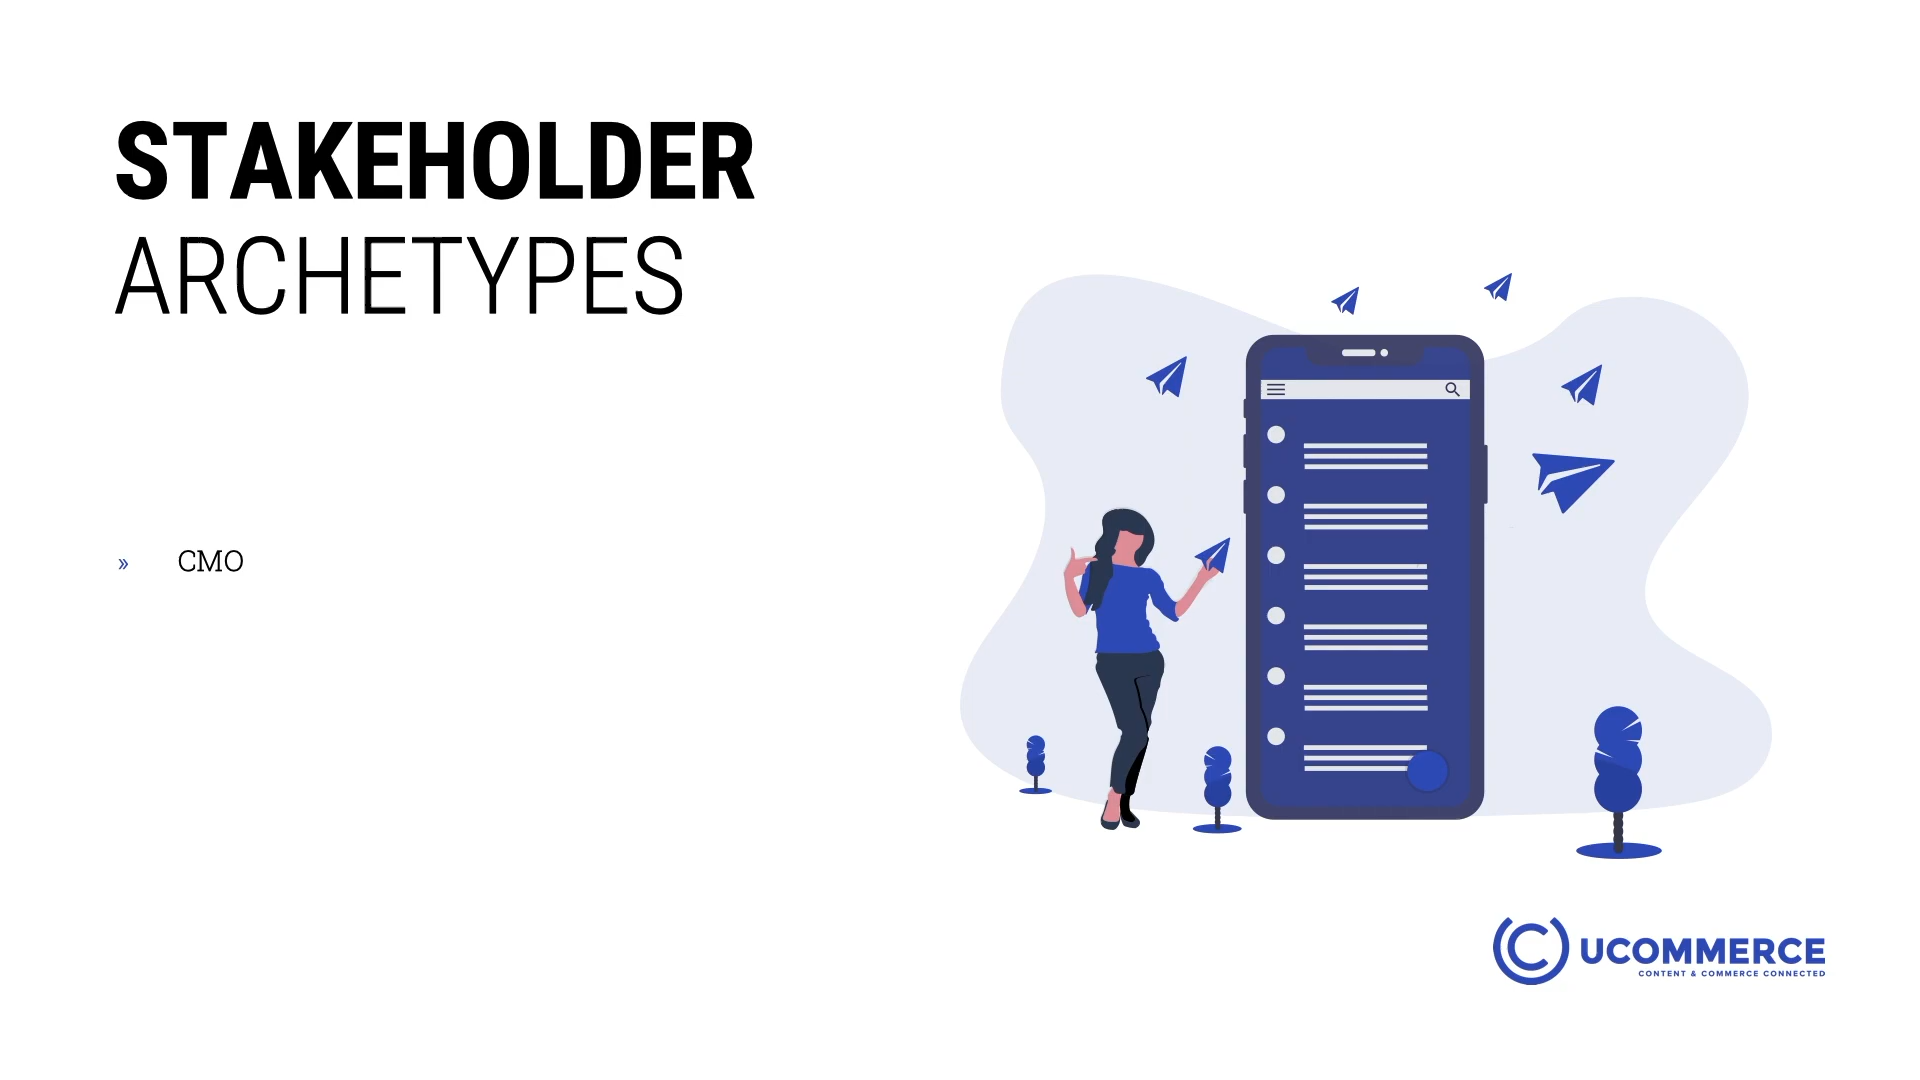 STAKEHOLDER
ARCHETYPES
» CMO
UCOMMERCE
CONTENT & COMMERCE CONNECTED